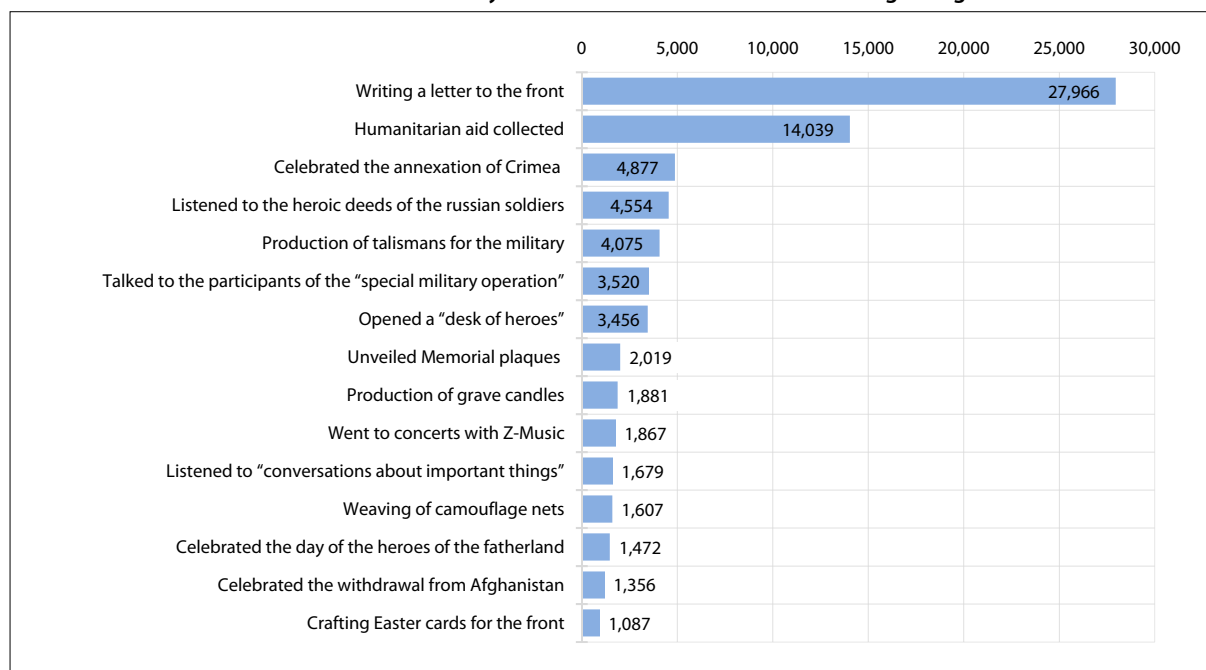 0 5,000 10,000 15,000 20,000 25,000 30,000
Writing a letter to the front 27,966
Humanitarian aid collected 14,039
Celebrated the annexation of Crimea 4,877
Listened to the heroic deeds of the russian soldiers 4,554
Production of talismans for the military 4,075
Talked to the participants of the “special military operation” 3,520
Opened a “desk of heroes” 3,456
Unveiled Memorial plaques 2,019
Production of grave candles 1,881
Went to concerts with Z-Music 1,867
Listened to “conversations about important things” 1,679
Weaving of camouflage nets 1,607
Celebrated the day of the heroes of the fatherland 1,472
Celebrated the withdrawal from Afghanistan 1,356
Crafting Easter cards for the front 1,087